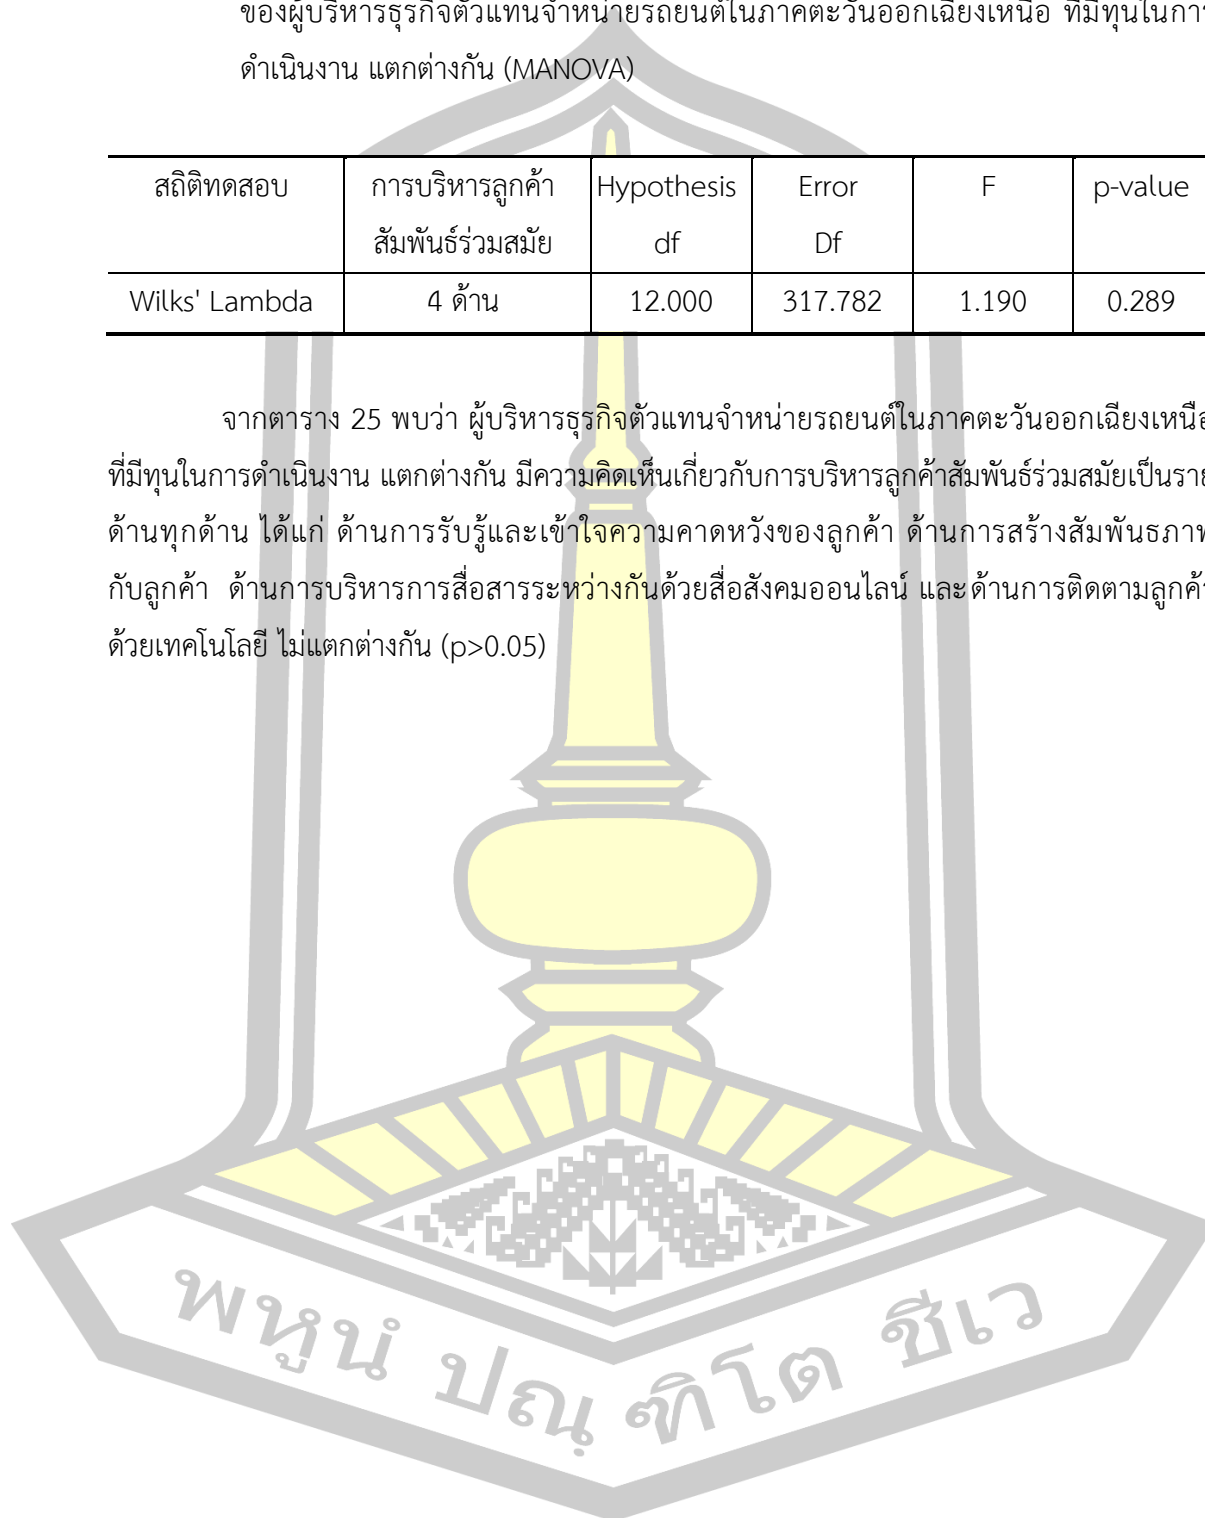 ของผู้บริหารธุรกิจตัวแทนจำหน่ายรถยนต์ในภาคตะวันออกเฉียงเหนือ ที่มีทุนในการ
ดำเนินงาน แตกต่างกัน (MANOVA)
สถิติทดสอบ การบริหารลูกค้า Hypothesis Error F p-value
สัมพันธ์ร่วมสมัย df Df
Wilks' Lambda 4 ด้าน 12.000 317.782 1.190 0.289
จากตาราง 25 พบว่า ผู้บริหารธุรกิจตัวแทนจำหน่ายรถยนต์ในภาคตะวันออกเฉียงเหนือ
ที่มีทุนในการดำเนินงาน แตกต่างกัน มีความคิดเห็นเกี่ยวกับการบริหารลูกค้าสัมพันธ์ร่วมสมัยเป็นราย
ด้านทุกด้าน ได้แก่ ด้านการรับรู้และเข้าใจความคาดหวังของลูกค้า ด้านการสร้างสัมพันธภาพ
กับลูกค้า ด้านการบริหารการสื่อสารระหว่างกันด้วยสื่อสังคมออนไลน์ และด้านการติดตามลูกค้า
ด้วยเทคโนโลยี ไม่แตกต่างกัน (p>0.05)
พหูนํ ปณฺฑิโต ชีเว